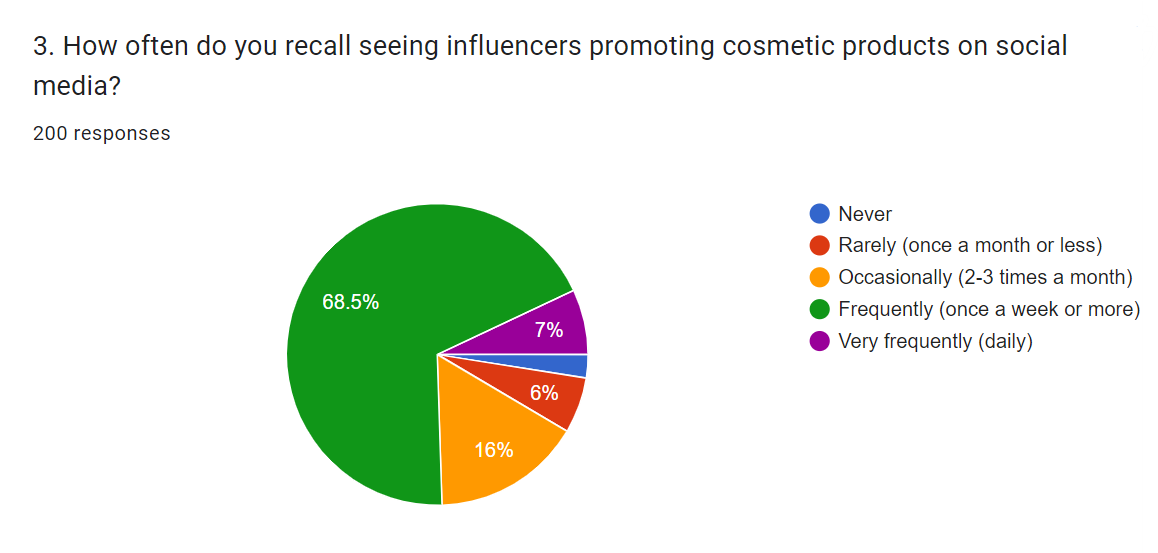 3. How often do you recall seeing influencers promoting cosmetic products on social
media?
200 responses
68.5%
7%
6%
16%
Never
Rarely (once a month or less)
Occasionally (2-3 times a month)
Frequently (once a week or more)
Very frequently (daily)